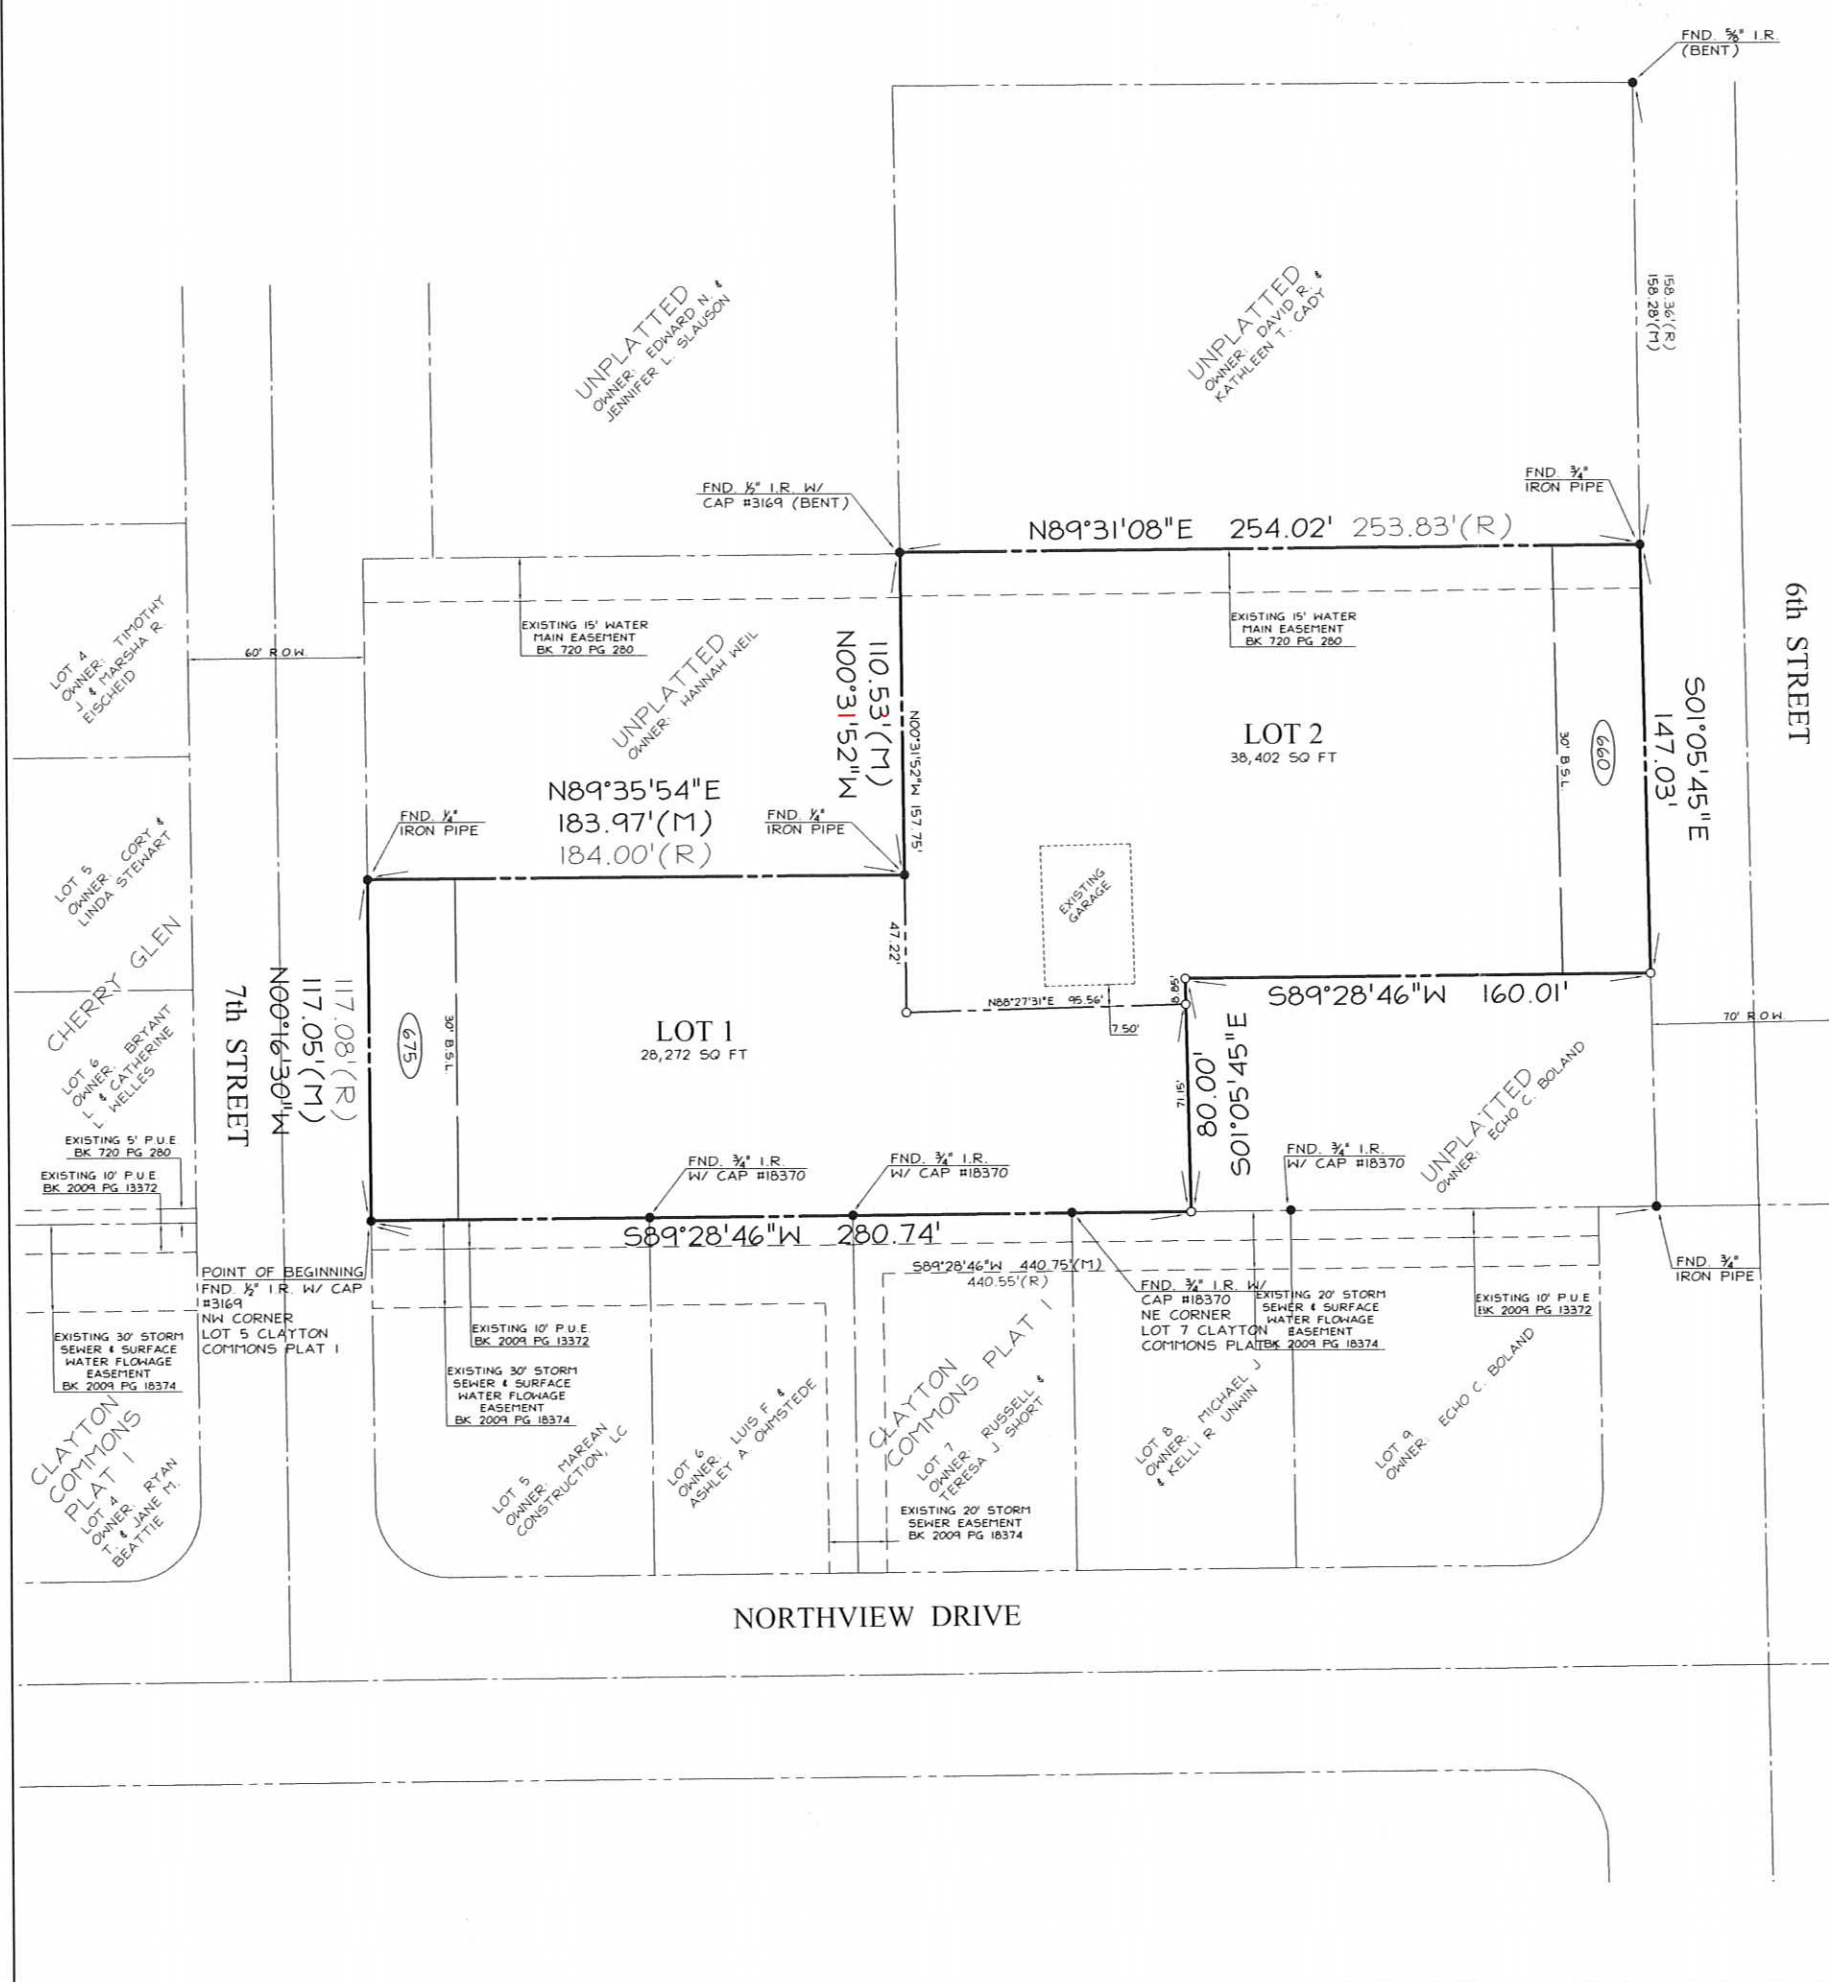 FND. ⅝" I.R.
(BENT)
158.36'(R)
158.28'(M)
UNPLATTED
OWNER: EDWARD N. &
JENNIFER L. SLAUSON
UNPLATTED
OWNER: DAVID R. &
KATHLEEN T. CADY
FND. ½" I.R. W/
CAP #3169 (BENT)
FND. ¾"
IRON PIPE
N89°31'08"E 254.02' 253.83'(R)
6th STREET
LOT 4
OWNER: TIMOTHY
J & MARSHA R.
EISCHEID
60' R.O.W.
EXISTING 15' WATER
MAIN EASEMENT
BK 720 PG 280
UNPLATTED
OWNER: HANNAH WEIL
110.53'(M)
N00°31'52"W
N00°31'52"W 157.75'
EXISTING 15' WATER
MAIN EASEMENT
BK 720 PG 280
LOT 2
38,402 SQ FT
30' B.S.L.
660
S01°05'45"E
147.03'
N89°35'54"E
183.97'(M)
184.00'(R)
FND. ¼"
IRON PIPE
FND. ¼"
IRON PIPE
LOT 5
OWNER: CORY &
LINDA STEWART
CHERRY GLEN
EXISTING
GARAGE
47.22'
N88°27'31"E 95.56'
8.85'
7.50'
S89°28'46"W 160.01'
70' R.O.W.
LOT 6
OWNER: BRYANT
L & CATHERINE
L WELLES
7th STREET
N00°16'30"W
117.05'(M)
117.08'(R)
675
30' B.S.L.
LOT 1
28,272 SQ FT
71.15'
80.00'
S01°05'45"E
UNPLATTED
OWNER: ECHO C. BOLAND
EXISTING 5' P.U.E.
BK 720 PG 280
EXISTING 10' P.U.E.
BK 2009 PG 13372
FND. ¾" I.R.
W/ CAP #18370
FND. ¾" I.R.
W/ CAP #18370
FND. ¾" I.R.
W/ CAP #18370
S89°28'46"W 280.74'
S89°28'46"W 440.75'(M)
440.55'(R)
POINT OF BEGINNING
FND. ½" I.R. W/ CAP
#3169
NW CORNER
LOT 5 CLAYTON
COMMONS PLAT 1
FND. ¾" I.R. W/
CAP #18370
NE CORNER
LOT 7 CLAYTON
COMMONS PLAT
EXISTING 20' STORM
SEWER & SURFACE
WATER FLOWAGE
EASEMENT
BK 2009 PG 18374
FND. ¾"
IRON PIPE
EXISTING 10' P.U.E.
BK 2009 PG 13372
EXISTING 30' STORM
SEWER & SURFACE
WATER FLOWAGE
EASEMENT
BK 2009 PG 18374
EXISTING 10' P.U.E.
BK 2009 PG 13372
EXISTING 30' STORM
SEWER & SURFACE
WATER FLOWAGE
EASEMENT
BK 2009 PG 18374
CLAYTON
COMMONS
PLAT 1
LOT 4
OWNER: RYAN
T. & JANE M.
BEATTIE
LOT 5
OWNER: MAREAN
CONSTRUCTION, LC
LOT 6
OWNER: LUIS F &
ASHLEY A OHMSTEDE
CLAYTON
COMMONS PLAT 1
LOT 7
OWNER: RUSSELL &
TERESA J SHORT
EXISTING 20' STORM
SEWER EASEMENT
BK 2009 PG 18374
LOT 8
OWNER: MICHAEL J
& KELLI R UNWIN
LOT 9
OWNER: ECHO C. BOLAND
NORTHVIEW DRIVE